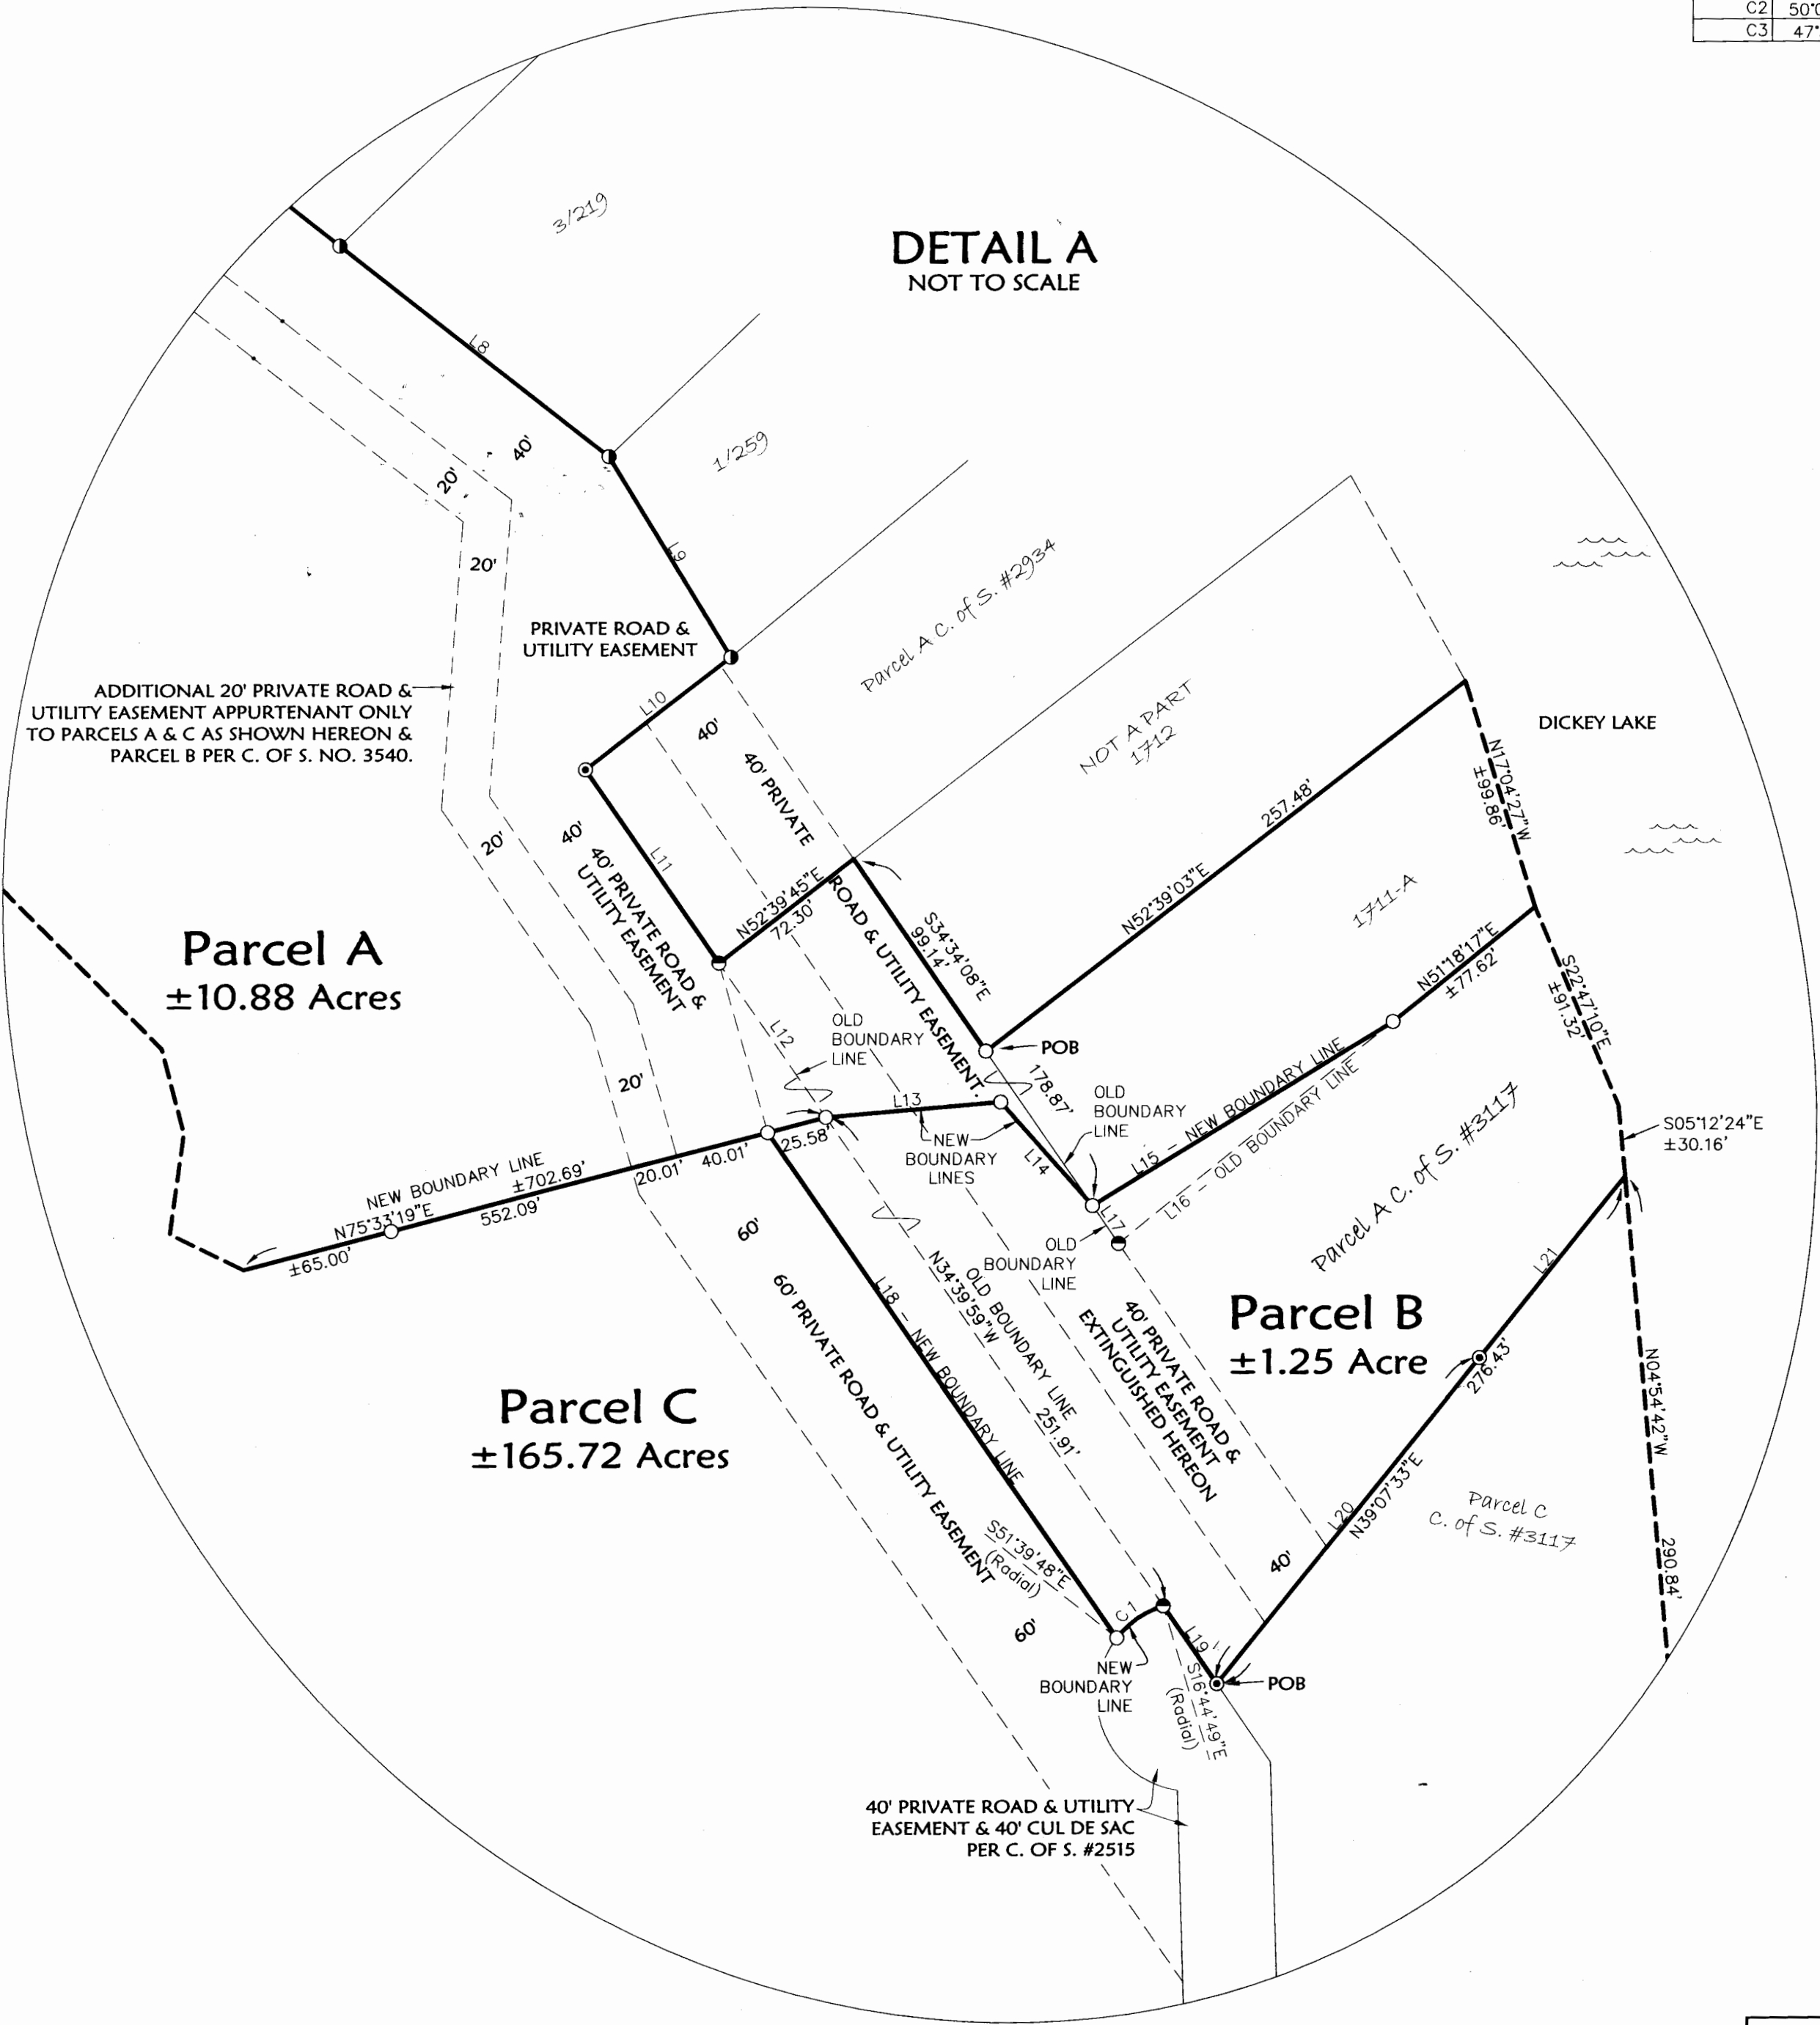 C2 50°0
C3 47°
DETAIL A
NOT TO SCALE
3/219
L8
1/259
40'
20'
20'
L9
PRIVATE ROAD &
UTILITY EASEMENT
Parcel A C. of S. #2934
ADDITIONAL 20' PRIVATE ROAD &
UTILITY EASEMENT APPURTENANT ONLY
TO PARCELS A & C AS SHOWN HEREON &
PARCEL B PER C. OF S. NO. 3540.
L10
40'
NOT A PART
1712
DICKEY LAKE
N17°04'27"W
±99.86'
40' PRIVATE
ROAD & UTILITY EASEMENT.
257.48'
N52°39'03"E
20'
40'
L11
40' PRIVATE ROAD &
UTILITY EASEMENT
N52°39'45"E
72.30'
S34°34'08"E
99.14'
1711-A
Parcel A
±10.88 Acres
N51°18'17"E
±77.62'
S22°47'10"E
±91.32'
L12
OLD
BOUNDARY
LINE
POB
178.87'
20'
L13
OLD
BOUNDARY
LINE
NEW
BOUNDARY
LINES
L14
L15 - NEW BOUNDARY LINE
L16 - OLD BOUNDARY LINE
Parcel A C. of S. #3117
S05°12'24"E
±30.16'
25.58'
40.01'
20.01'
NEW BOUNDARY LINE
±702.69'
N75°33'19"E
552.09'
±65.00'
L17
OLD
BOUNDARY
LINE
60'
60' PRIVATE ROAD & UTILITY EASEMENT
L18 - NEW BOUNDARY LINE
N34°39'59"W
OLD BOUNDARY LINE
251.91'
40' PRIVATE ROAD &
UTILITY EASEMENT
EXTINGUISHED HEREON
Parcel B
±1.25 Acre
L21
276.43'
N04°54'42"W
290.84'
Parcel C
±165.72 Acres
L20
N39°07'33"E
Parcel C
C. of S. #3117
S51°39'48"E
(Radial)
40'
60'
C1
L19
NEW
BOUNDARY
LINE
S16°44'49"E
(Radial)
POB
40' PRIVATE ROAD & UTILITY
EASEMENT & 40' CUL DE SAC
PER C. OF S. #2515